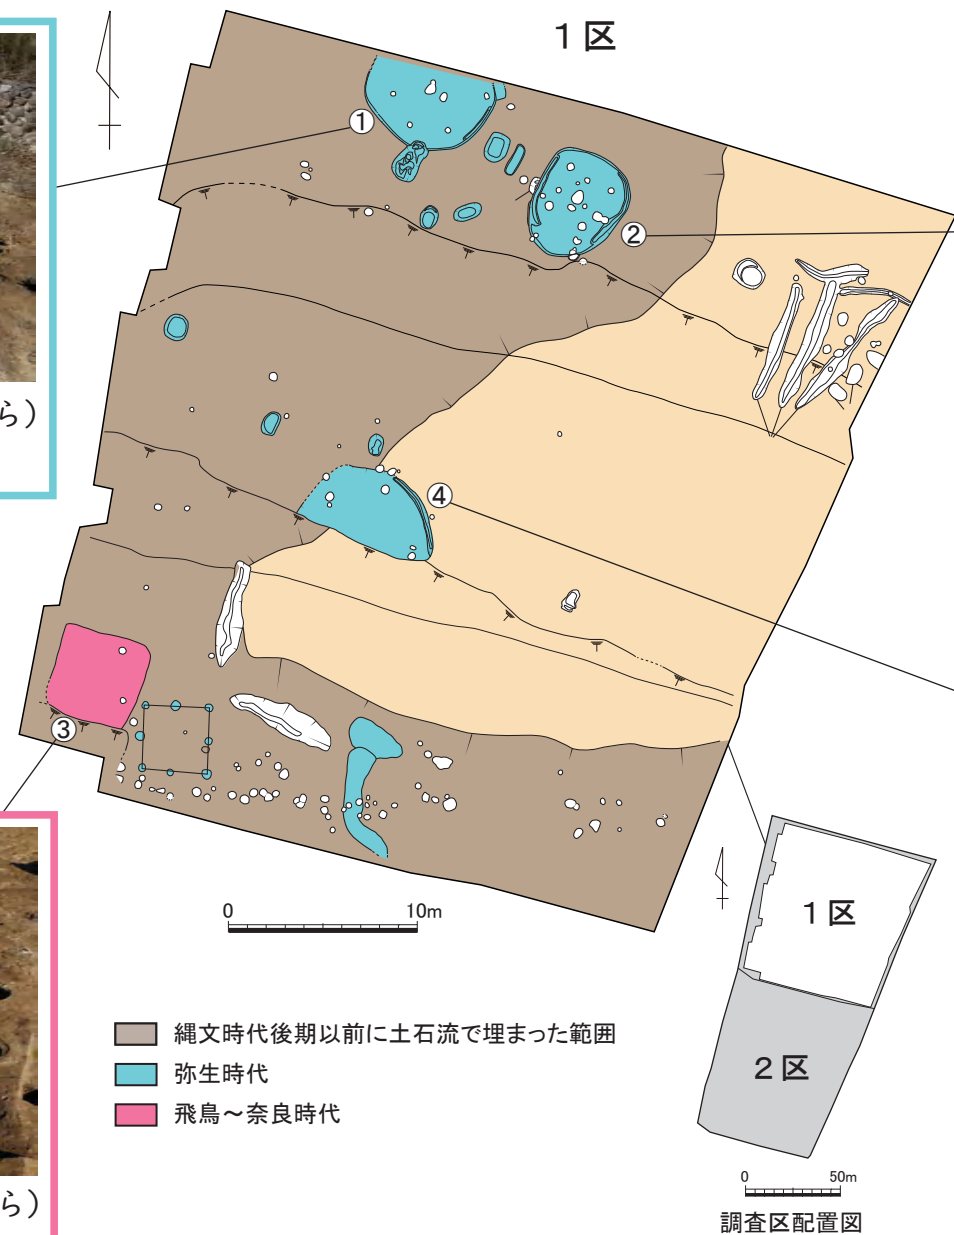 1区
①
②
ら）
④
③
0 10m
1区
縄文時代後期以前に土石流で埋まった範囲
弥生時代
2区
飛鳥～奈良時代
0 50m
ら）
調査区配置図